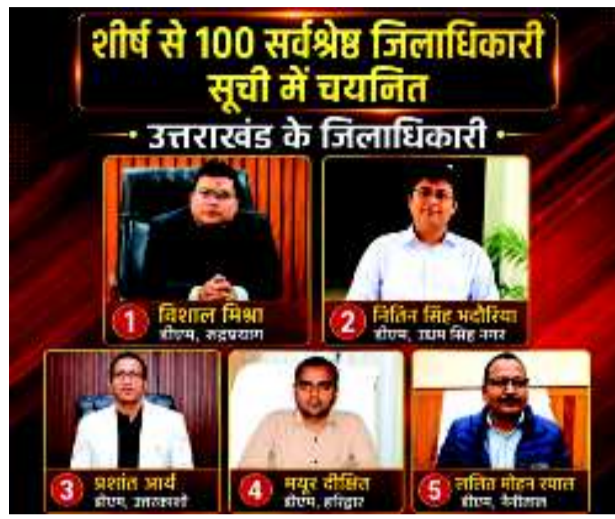 शीर्ष से 100 सर्वश्रेष्ठ जिलाधिकारी
सूची में चयनित
उत्तराखंड के जिलाधिकारी
1 विशाल मिश्रा
डीएम, रुद्रप्रयाग
2 नितिन सिंह भदौरिया
डीएम, उधम सिंह नगर
3 प्रशांत आर्य
डीएम, उत्तरकाशी
4 मयूर दीक्षित
डीएम, हरिद्वार
5 ललित मोहन रयाल
डीएम, नैनीताल